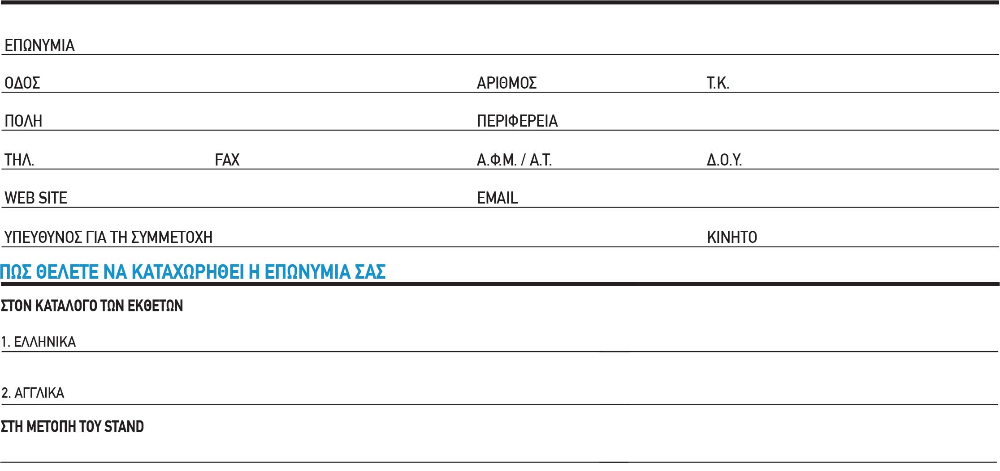 ΕΠΩΝΥΜΙΑ
ΟΔΟΣ ΑΡΙΘΜΟΣ Τ.Κ.
ΠΟΛΗ ΠΕΡΙΦΕΡΕΙΑ
ΤΗΛ. FAX Α.Φ.Μ. / Α.Τ. Δ.Ο.Υ.
WEB SITE EMAIL
ΥΠΕΥΘΥΝΟΣ ΓΙΑ ΤΗ ΣΥΜΜΕΤΟΧΗ ΚΙΝΗΤΟ
ΠΩΣ ΘΕΛΕΤΕ ΝΑ ΚΑΤΑΧΩΡΗΘΕΙ Η ΕΠΩΝΥΜΙΑ ΣΑΣ
ΣΤΟΝ ΚΑΤΑΛΟΓΟ ΤΩΝ ΕΚΘΕΤΩΝ
1. ΕΛΛΗΝΙΚΑ
2. ΑΓΓΛΙΚΑ
ΣΤΗ ΜΕΤΟΠΗ ΤΟΥ STAND